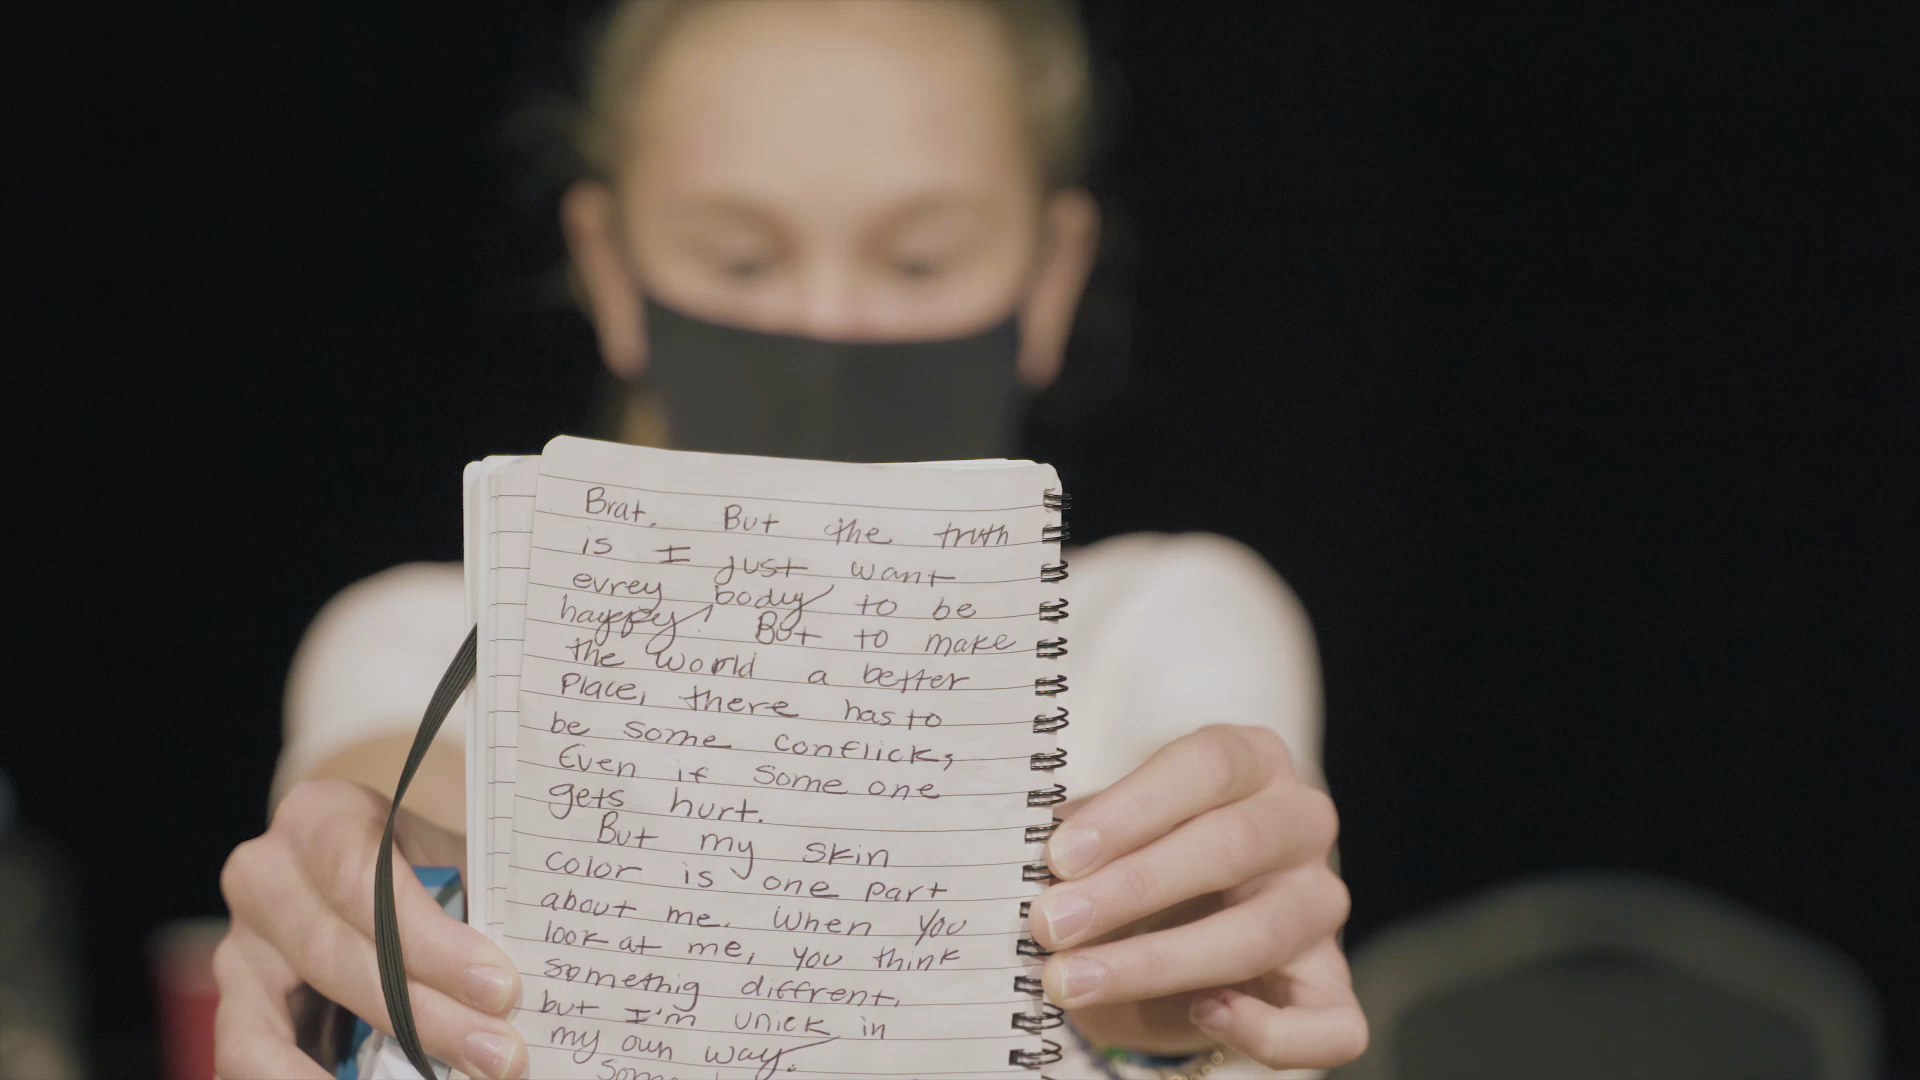 Brat. But the truth
is I just want
evrey body to be
hayppy! But to make
the world a better
Place, there has to
be some conflick,
Even if some one
gets hurt.
But my skin
color is one part
about me. When you
look at me, you think
somethig diffrent,
but I'm unick in
my own way.